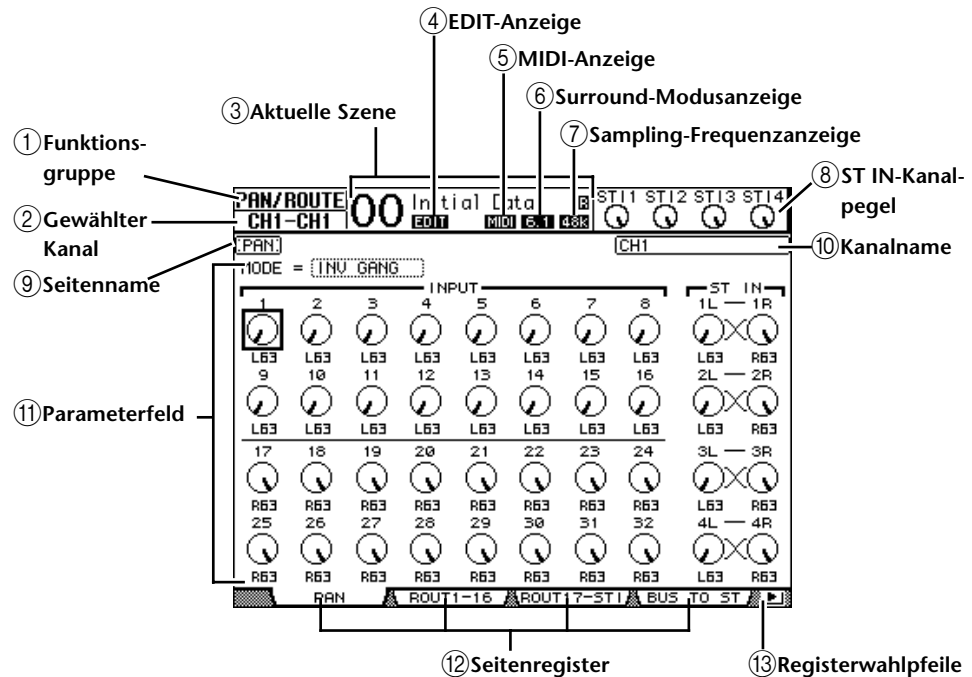 ④EDIT-Anzeige
⑤MIDI-Anzeige
⑥Surround-Modusanzeige
③Aktuelle Szene
⑦Sampling-Frequenzanzeige
①Funktions-
gruppe
⑧ST IN-Kanal-
pegel
②Gewählter
Kanal
⑩Kanalname
⑨Seitenname
⑪Parameterfeld
PAN/ROUTE 00 Initial Data STI1 STI2 STI3 STI4
CH1-CH1 EDIT MIDI 6.1 48k
PAN CH1
MODE = INV GANG
INPUT ST IN
1 2 3 4 5 6 7 8 1L 1R
L63 L63 L63 L63 L63 L63 L63 L63 L63 R63
9 10 11 12 13 14 15 16 2L 2R
L63 L63 L63 L63 L63 L63 L63 L63 L63 R63
17 18 19 20 21 22 23 24 3L 3R
R63 R63 R63 R63 R63 R63 R63 R63 L63 R63
25 26 27 28 29 30 31 32 4L 4R
R63 R63 R63 R63 R63 R63 R63 R63 L63 R63
PAN ROUT1-16 ROUT17-STI BUS TO ST
⑫Seitenregister
⑬Registerwahlpfeile